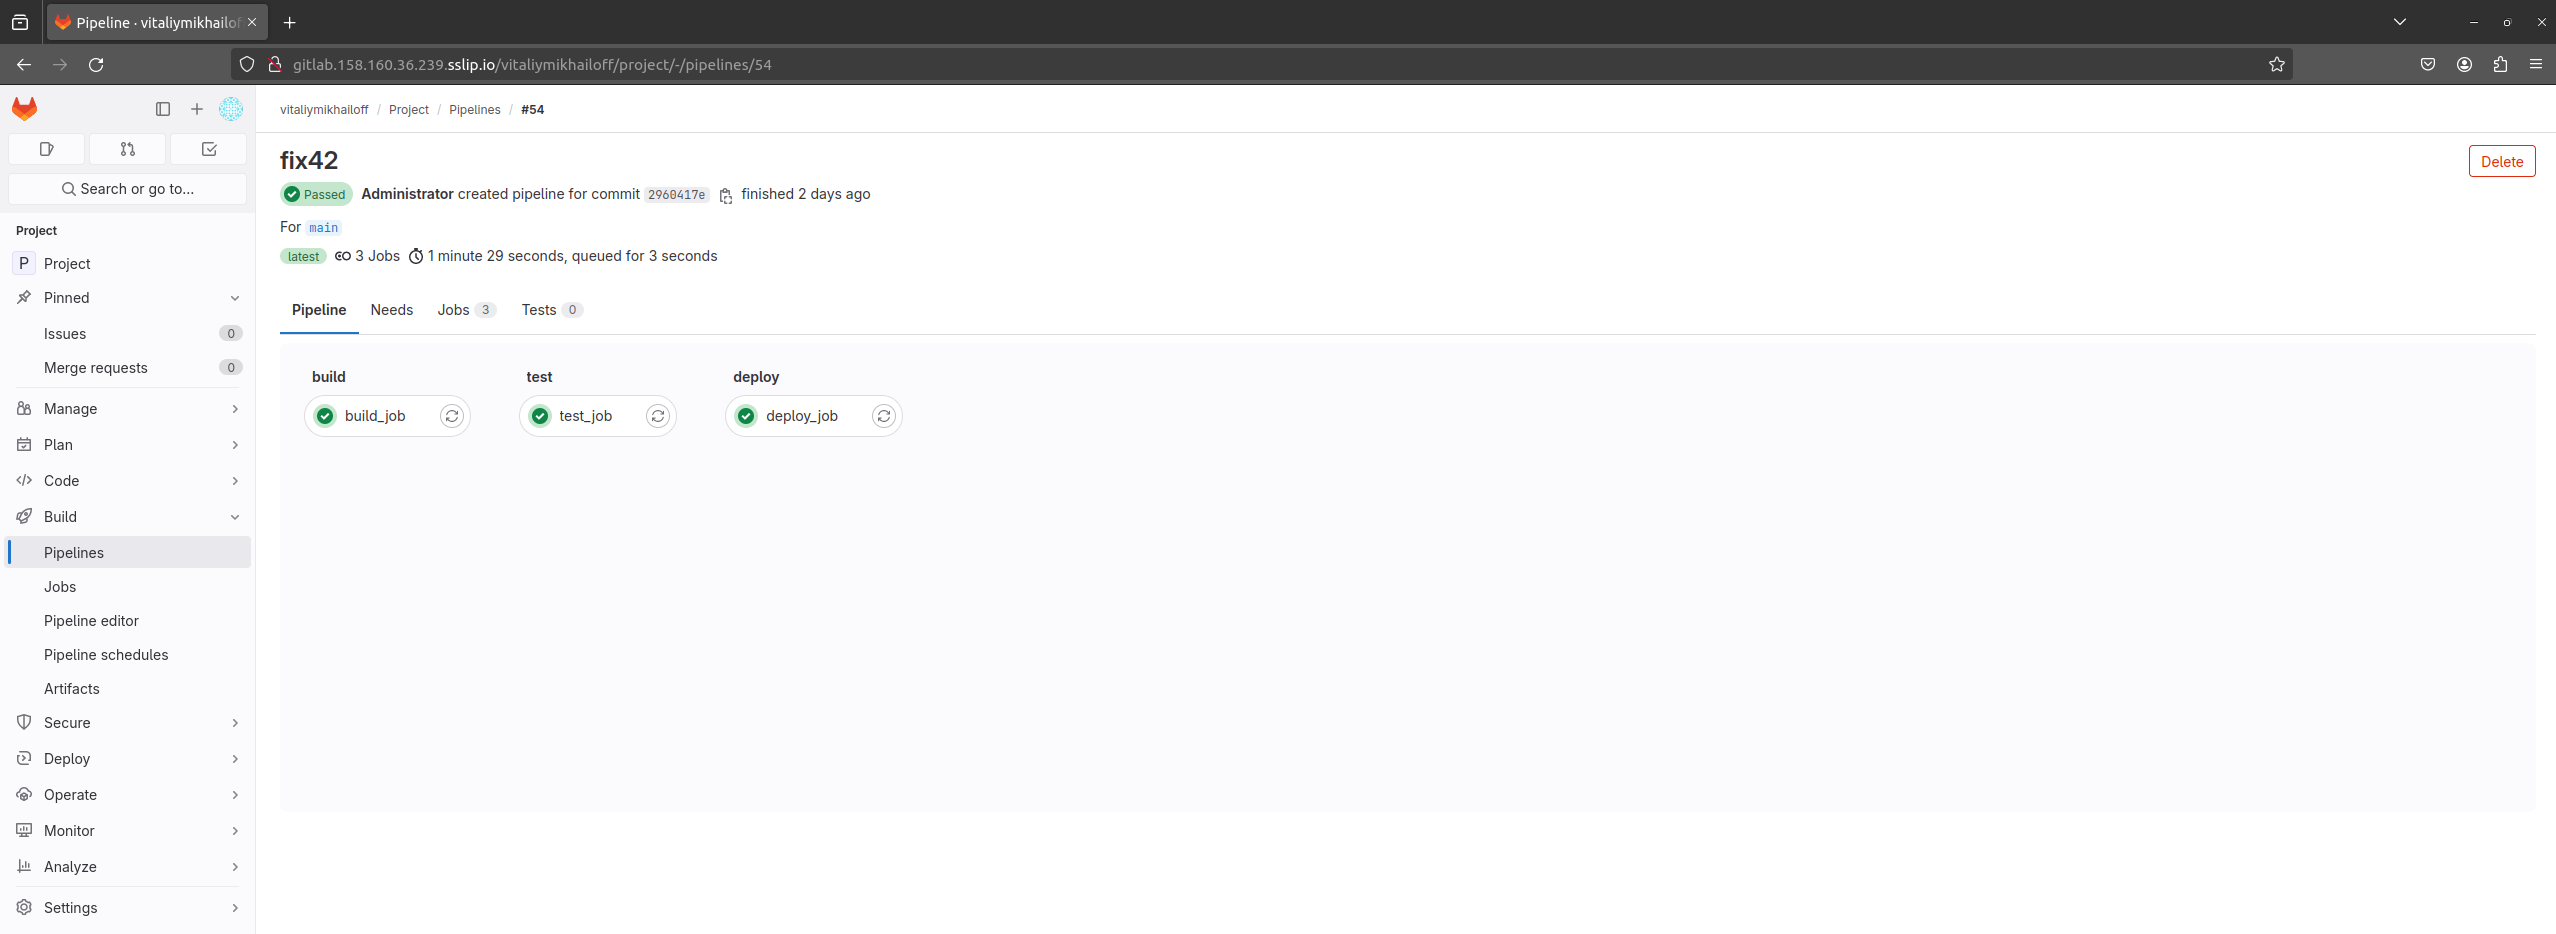 Pipeline · vitaliymikhailof
gitlab.158.160.36.239.sslip.io/vitaliymikhailoff/project/-/pipelines/54
vitaliymikhailoff / Project / Pipelines / #54
Search or go to...
Project
P Project
Pinned
Issues 0
Merge requests 0
Manage
Plan
Code
Build
Pipelines
Jobs
Pipeline editor
Pipeline schedules
Artifacts
Secure
Deploy
Operate
Monitor
Analyze
Settings
fix42
Delete
Passed Administrator created pipeline for commit 2960417e finished 2 days ago
For main
latest 3 Jobs 1 minute 29 seconds, queued for 3 seconds
Pipeline Needs Jobs 3 Tests 0
build test deploy
build_job test_job deploy_job